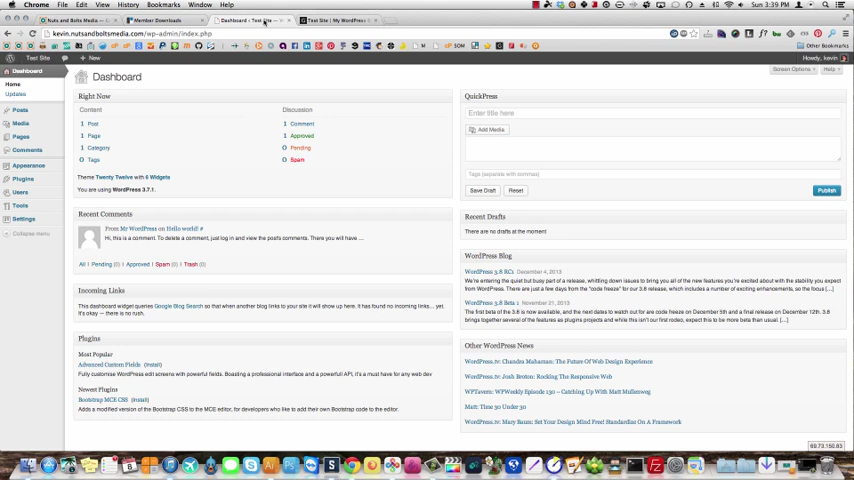 Chrome File Edit View History Bookmarks Window Help
Sun 3:39 PM
Nuts and Bolts Media
Member Downloads
Dashboard ‹ Test Site —
Test Site | My WordPress
kevin.nutsandboltsmedia.com/wp-admin/index.php
Other Bookmarks
Test Site + New
Howdy, kevin
Dashboard
Home
Updates
Posts
Media
Pages
Comments
Appearance
Plugins
Users
Tools
Settings
Collapse menu
Dashboard
Screen Options Help
Right Now
Content Discussion
1 Post 1 Comment
1 Page 1 Approved
1 Category 0 Pending
0 Tags 0 Spam
Theme Twenty Twelve with 6 Widgets
You are using WordPress 3.7.1.
Recent Comments
From Mr WordPress on Hello world! #
Hi, this is a comment. To delete a comment, just log in and view the post's comments. There you will have ...
All | Pending (0) | Approved | Spam (0) | Trash (0)
Incoming Links
This dashboard widget queries Google Blog Search so that when another blog links to your site it will show up here. It has found no incoming links... yet.
It's okay — there is no rush.
Plugins
Most Popular
Advanced Custom Fields (Install)
Fully customise WordPress edit screens with powerful fields. Boasting a professional interface and a powerful API, it's a must have for any web dev
Newest Plugins
Bootstrap MCE CSS (Install)
Adds a modified version of the Bootstrap CSS to the MCE editor, for developers who like to add their own Bootstrap code to the editor.
QuickPress
Enter title here
Add Media
Tags (separate with commas)
Save Draft Reset Publish
Recent Drafts
There are no drafts at the moment
WordPress Blog
WordPress 3.8 RC1 December 4, 2013
We're entering the quiet but busy part of a release, whittling down issues to bring you all of the new features you're excited about with the stability you expect
from WordPress. There are just a few days from the "code freeze" for our 3.8 release, which includes a number of exciting enhancements, so the focus [...]
WordPress 3.8 Beta 1 November 21, 2013
The first beta of the 3.8 is now available, and the next dates to watch out for are code freeze on December 5th and a final release on December 12th. 3.8
brings together several of the features as plugins projects and while this isn't our first rodeo, expect this to be more beta than usual. [...]
Other WordPress News
WordPress.tv: Chandra Maharzan: The Future Of Web Design Experience
WordPress.tv: Josh Broton: Rocking The Responsive Web
WPTavern: WPWeekly Episode 130 – Catching Up With Matt Mullenweg
Matt: Time 30 Under 30
WordPress.tv: Mary Baum: Set Your Design Mind Free! Standardize On A Framework
69.73.150.83